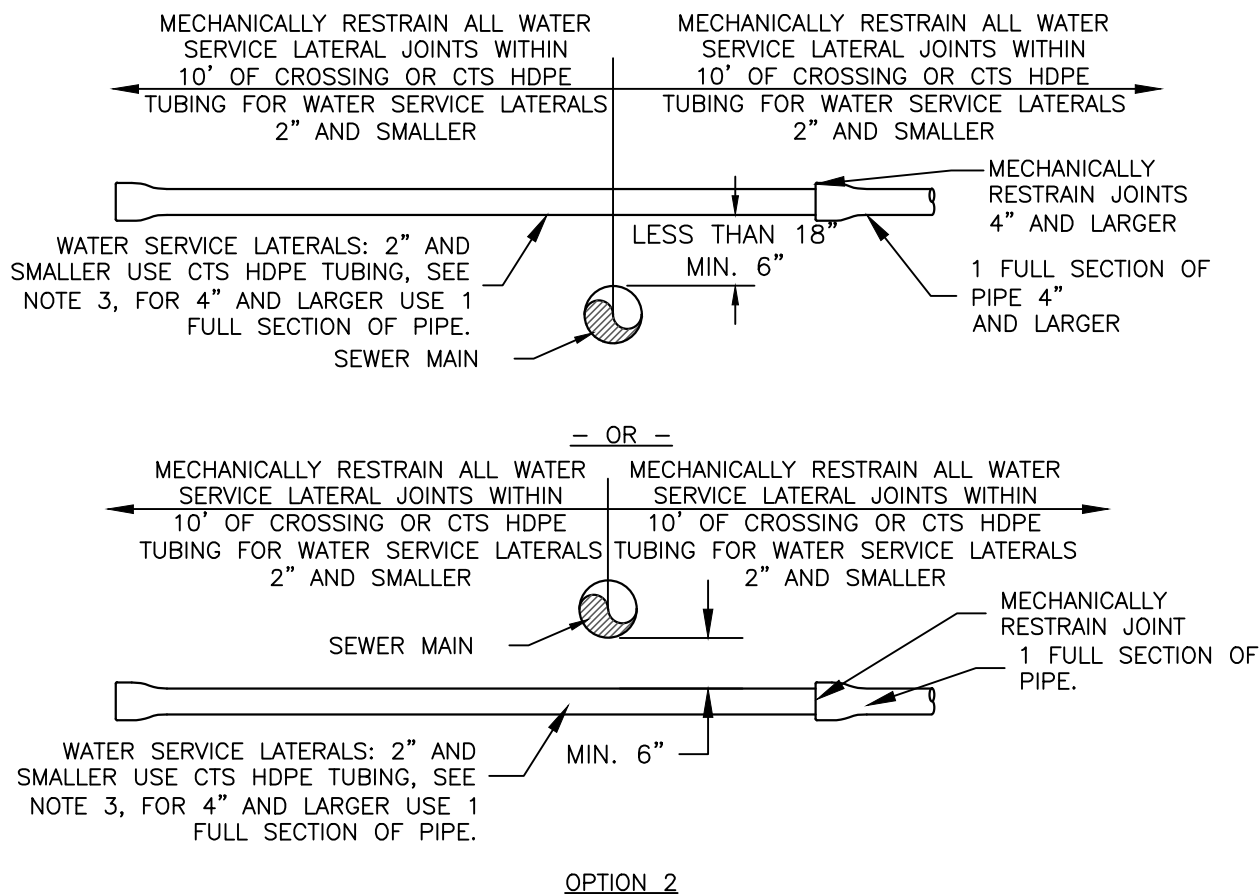 MECHANICALLY RESTRAIN ALL WATER
SERVICE LATERAL JOINTS WITHIN
10’ OF CROSSING OR CTS HDPE
TUBING FOR WATER SERVICE LATERALS
2” AND SMALLER
MECHANICALLY RESTRAIN ALL WATER
SERVICE LATERAL JOINTS WITHIN
10’ OF CROSSING OR CTS HDPE
TUBING FOR WATER SERVICE LATERALS
2” AND SMALLER
MECHANICALLY
RESTRAIN JOINTS
4” AND LARGER
WATER SERVICE LATERALS: 2” AND
SMALLER USE CTS HDPE TUBING, SEE
NOTE 3, FOR 4” AND LARGER USE 1
FULL SECTION OF PIPE.
LESS THAN 18”
MIN. 6”
1 FULL SECTION OF
PIPE 4”
AND LARGER
SEWER MAIN
- OR -
MECHANICALLY RESTRAIN ALL WATER
SERVICE LATERAL JOINTS WITHIN
10’ OF CROSSING OR CTS HDPE
TUBING FOR WATER SERVICE LATERALS
2” AND SMALLER
MECHANICALLY RESTRAIN ALL WATER
SERVICE LATERAL JOINTS WITHIN
10’ OF CROSSING OR CTS HDPE
TUBING FOR WATER SERVICE LATERALS
2” AND SMALLER
SEWER MAIN
MECHANICALLY
RESTRAIN JOINT
1 FULL SECTION OF
PIPE.
WATER SERVICE LATERALS: 2” AND
SMALLER USE CTS HDPE TUBING, SEE
NOTE 3, FOR 4” AND LARGER USE 1
FULL SECTION OF PIPE.
MIN. 6”
OPTION 2